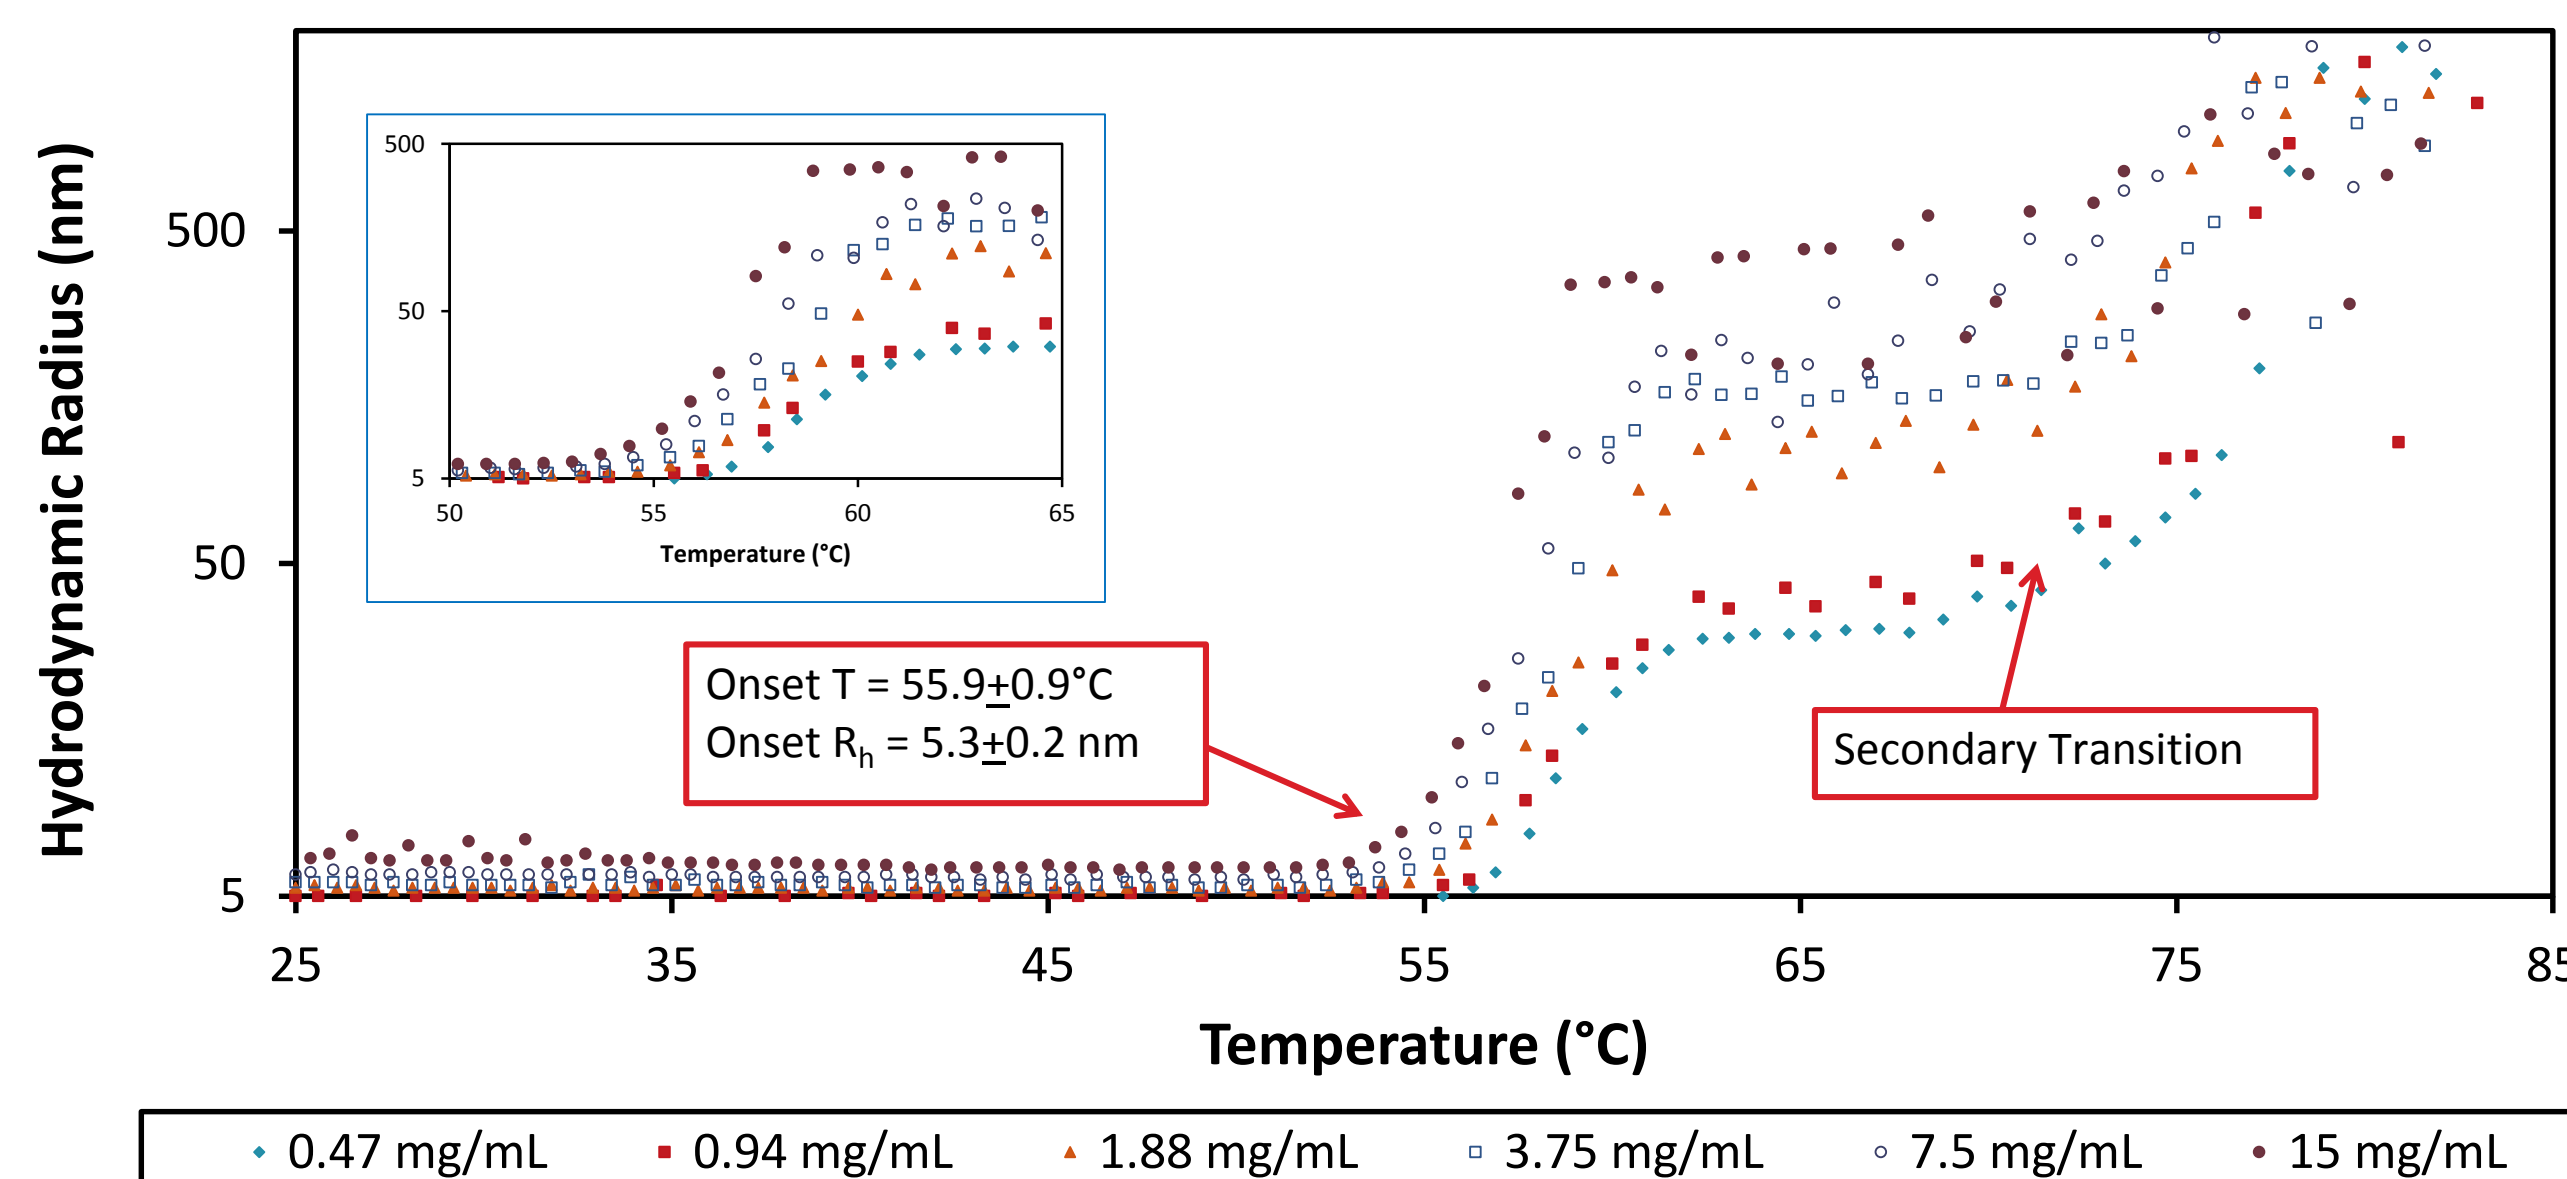 Hydrodynamic Radius (nm)
500
50
5
500
50
5
50 55 60 65
Temperature (°C)
Onset T = 55.9±0.9°C
Onset Rh = 5.3±0.2 nm
Secondary Transition
25 35 45 55 65 75 85
Temperature (°C)
0.47 mg/mL 0.94 mg/mL 1.88 mg/mL 3.75 mg/mL 7.5 mg/mL 15 mg/mL